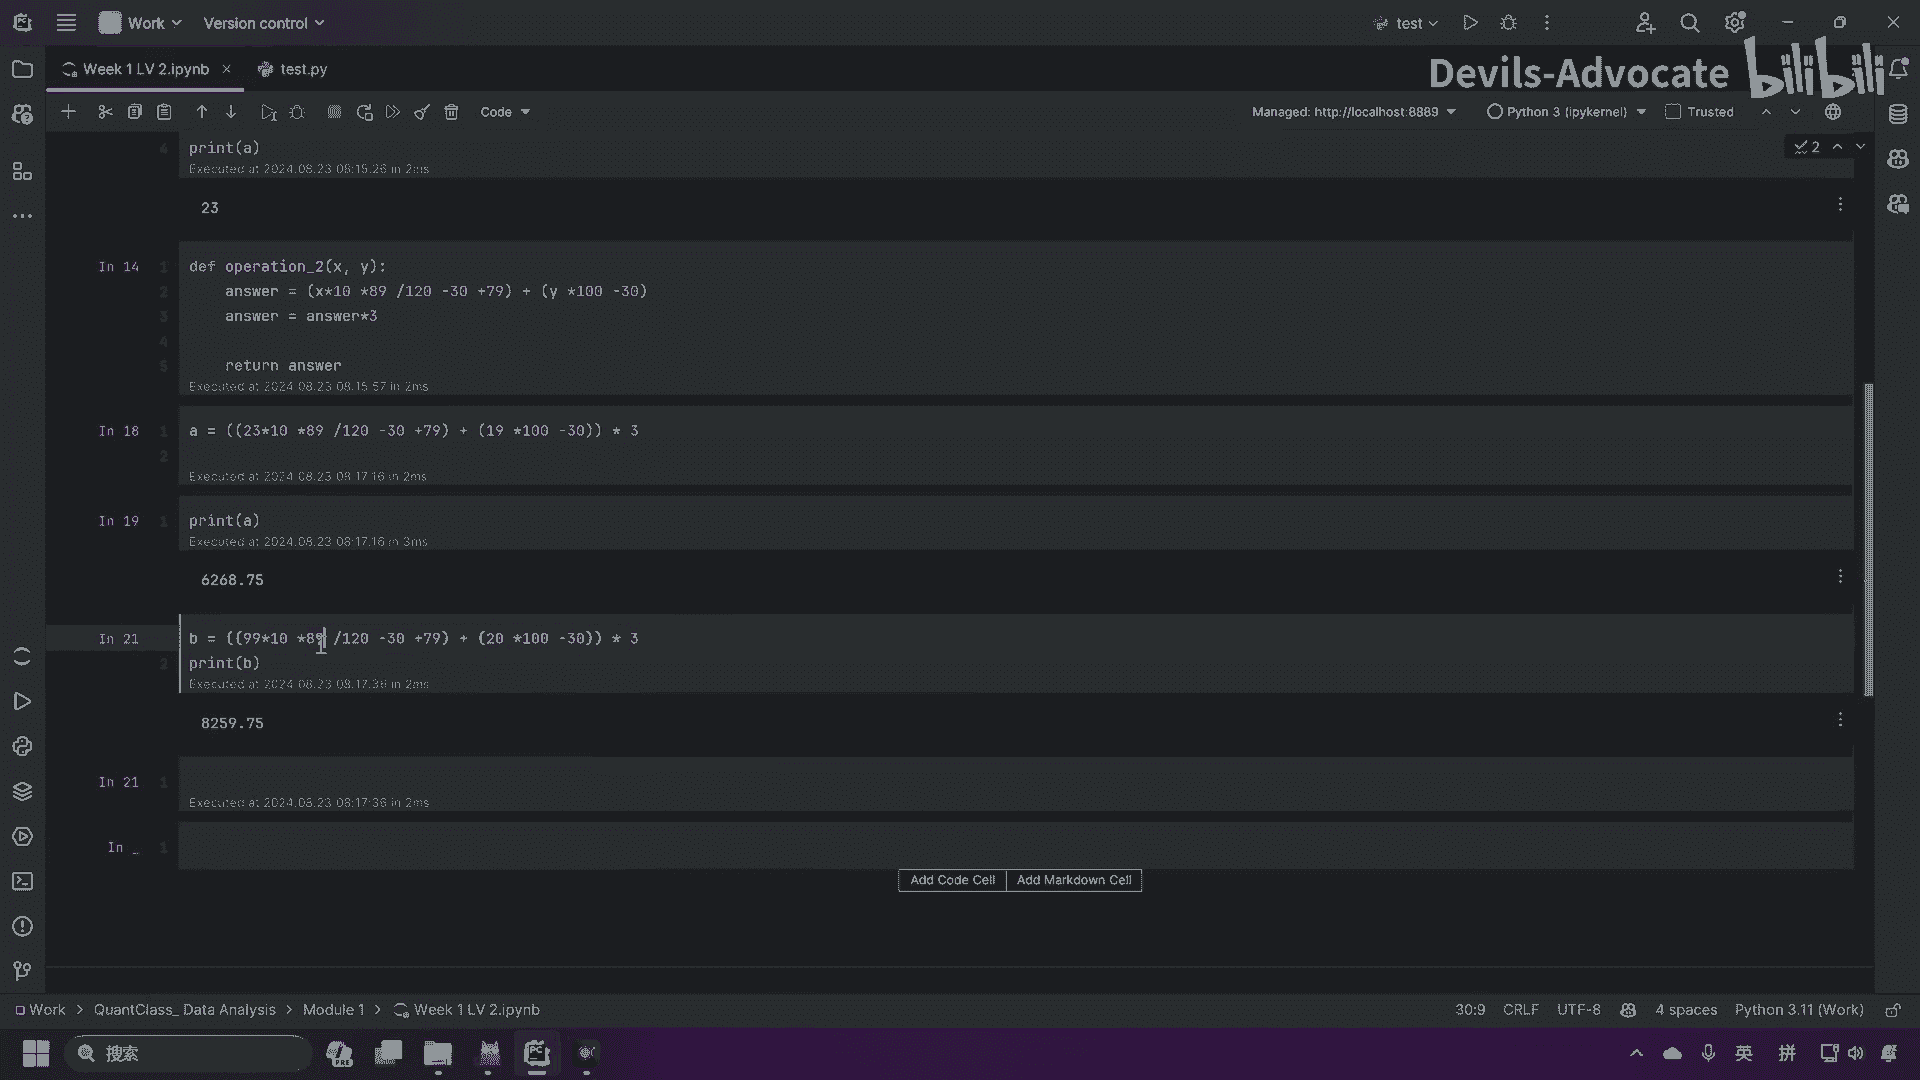 Work
Version control
test
Week 1 LV 2.ipynb
test.py
Devils-Advocate bilibili
Code
Managed: http://localhost:8889
Python 3 (ipykernel)
Trusted
4 print(a)
2
Executed at 2024.08.23 08:15:26 in 2ms
23
In 14 1 def operation_2(x, y):
2 answer = (x*10 *89 /120 -30 +79) + (y *100 -30)
3 answer = answer*3
4
5 return answer
Executed at 2024.08.23 08:15:57 in 2ms
In 18 1 a = ((23*10 *89 /120 -30 +79) + (19 *100 -30)) * 3
2
Executed at 2024.08.23 08:17:16 in 2ms
In 19 1 print(a)
Executed at 2024.08.23 08:17:16 in 3ms
6268.75
In 21 b = ((99*10 *89 /120 -30 +79) + (20 *100 -30)) * 3
2 print(b)
Executed at 2024.08.23 08:17:36 in 2ms
8259.75
In 21 1
Executed at 2024.08.23 08:17:36 in 2ms
In _ 1
Add Code Cell Add Markdown Cell
Work > QuantClass_ Data Analysis > Module 1 > Week 1 LV 2.ipynb
30:9 CRLF UTF-8 4 spaces Python 3.11 (Work)
搜索
PRE
PC
英 拼